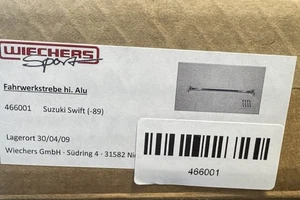 WIECHERS
Sport
Fahrwerkstrebe hi. Alu
466001 Suzuki Swift (-89)
Lagerort 30/04/09
Wiechers GmbH - Südring 4 - 31582 Ni
466001